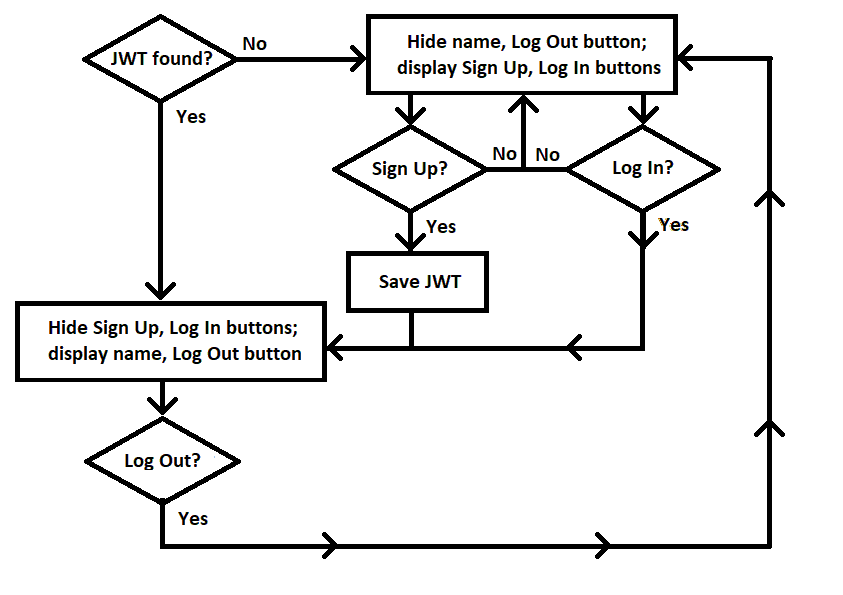 JWT found?
No
Hide name, Log Out button;
display Sign Up, Log In buttons
Yes
Sign Up?
No
No
Log In?
Yes
Yes
Save JWT
Hide Sign Up, Log In buttons;
display name, Log Out button
Log Out?
Yes